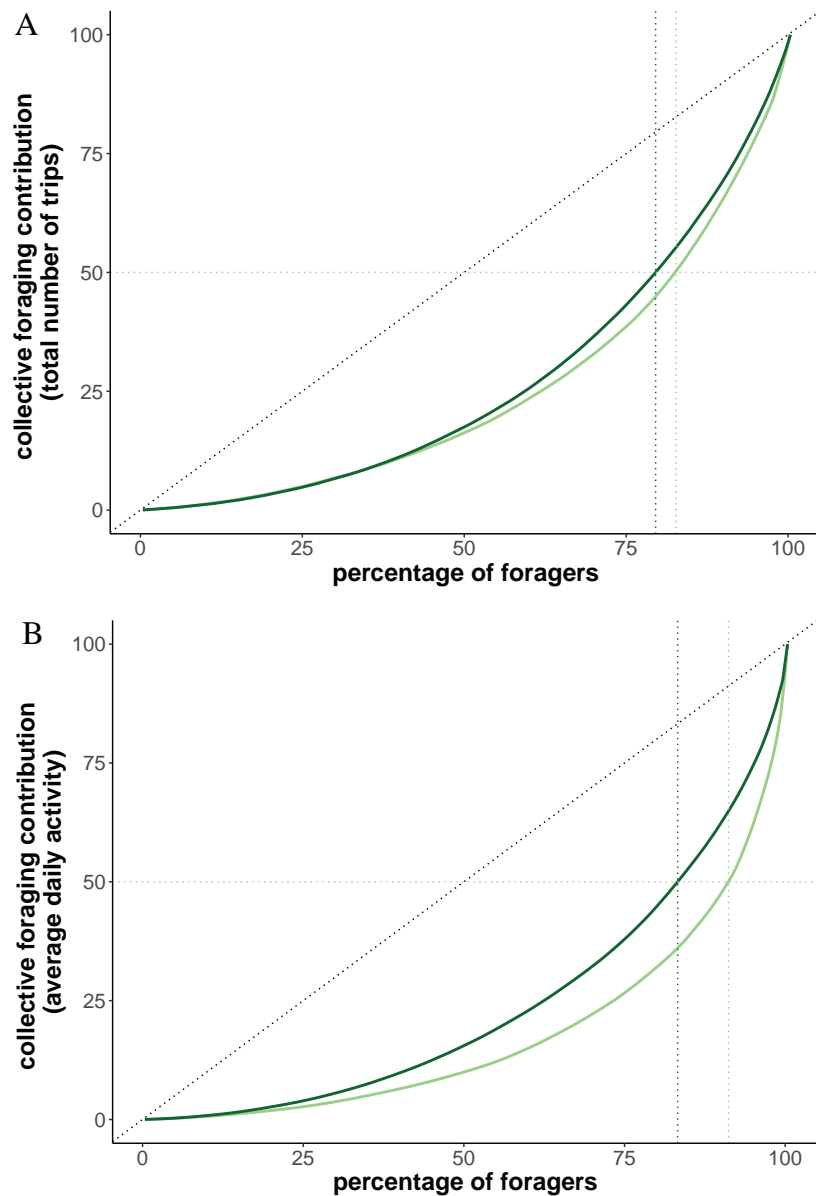 A
collective foraging contribution
(total number of trips)
100
75
50
25
0
0 25 50 75 100
percentage of foragers
B
collective foraging contribution
(average daily activity)
100
75
50
25
0
0 25 50 75 100
percentage of foragers